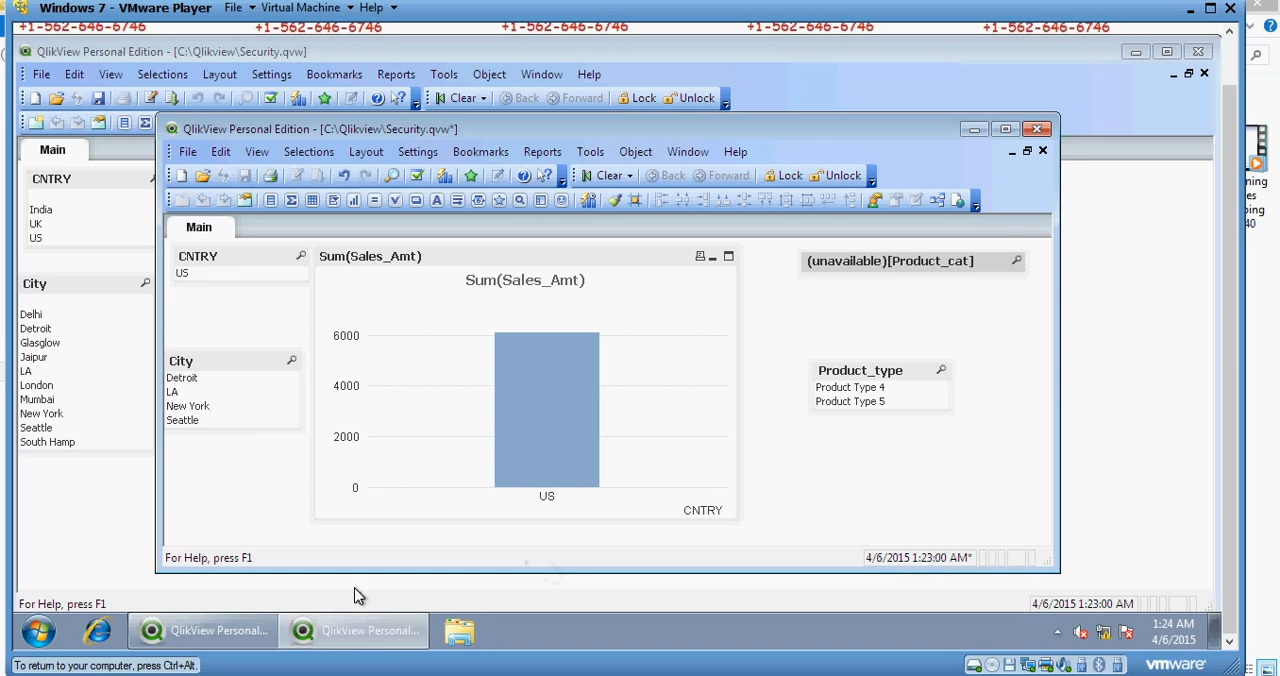 Windows 7 - VMware Player File Virtual Machine Help
+1-562-646-6746 +1-562-646-6746 +1-562-646-6746 +1-562-646-6746 +1-562-646-6746
QlikView Personal Edition - [C:\Qlikview\Security.qvw]
File Edit View Selections Layout Settings Bookmarks Reports Tools Object Window Help
Clear Back Forward Lock Unlock
Main
CNTRY
India
UK
US
City
Delhi
Detroit
Glasglow
Jaipur
LA
London
Mumbai
New York
Seattle
South Hamp
QlikView Personal Edition - [C:\Qlikview\Security.qvw*]
File Edit View Selections Layout Settings Bookmarks Reports Tools Object Window Help
Clear Back Forward Lock Unlock
Main
CNTRY
US
City
Detroit
LA
New York
Seattle
Sum(Sales_Amt)
Sum(Sales_Amt)
6000
4000
2000
0
US
CNTRY
(unavailable)[Product_cat]
Product_type
Product Type 4
Product Type 5
For Help, press F1 4/6/2015 1:23:00 AM*
For Help, press F1 4/6/2015 1:23:00 AM
QlikView Personal... QlikView Personal... 1:24 AM
4/6/2015
To return to your computer, press Ctrl+Alt. vmware
ning
es
ping
40